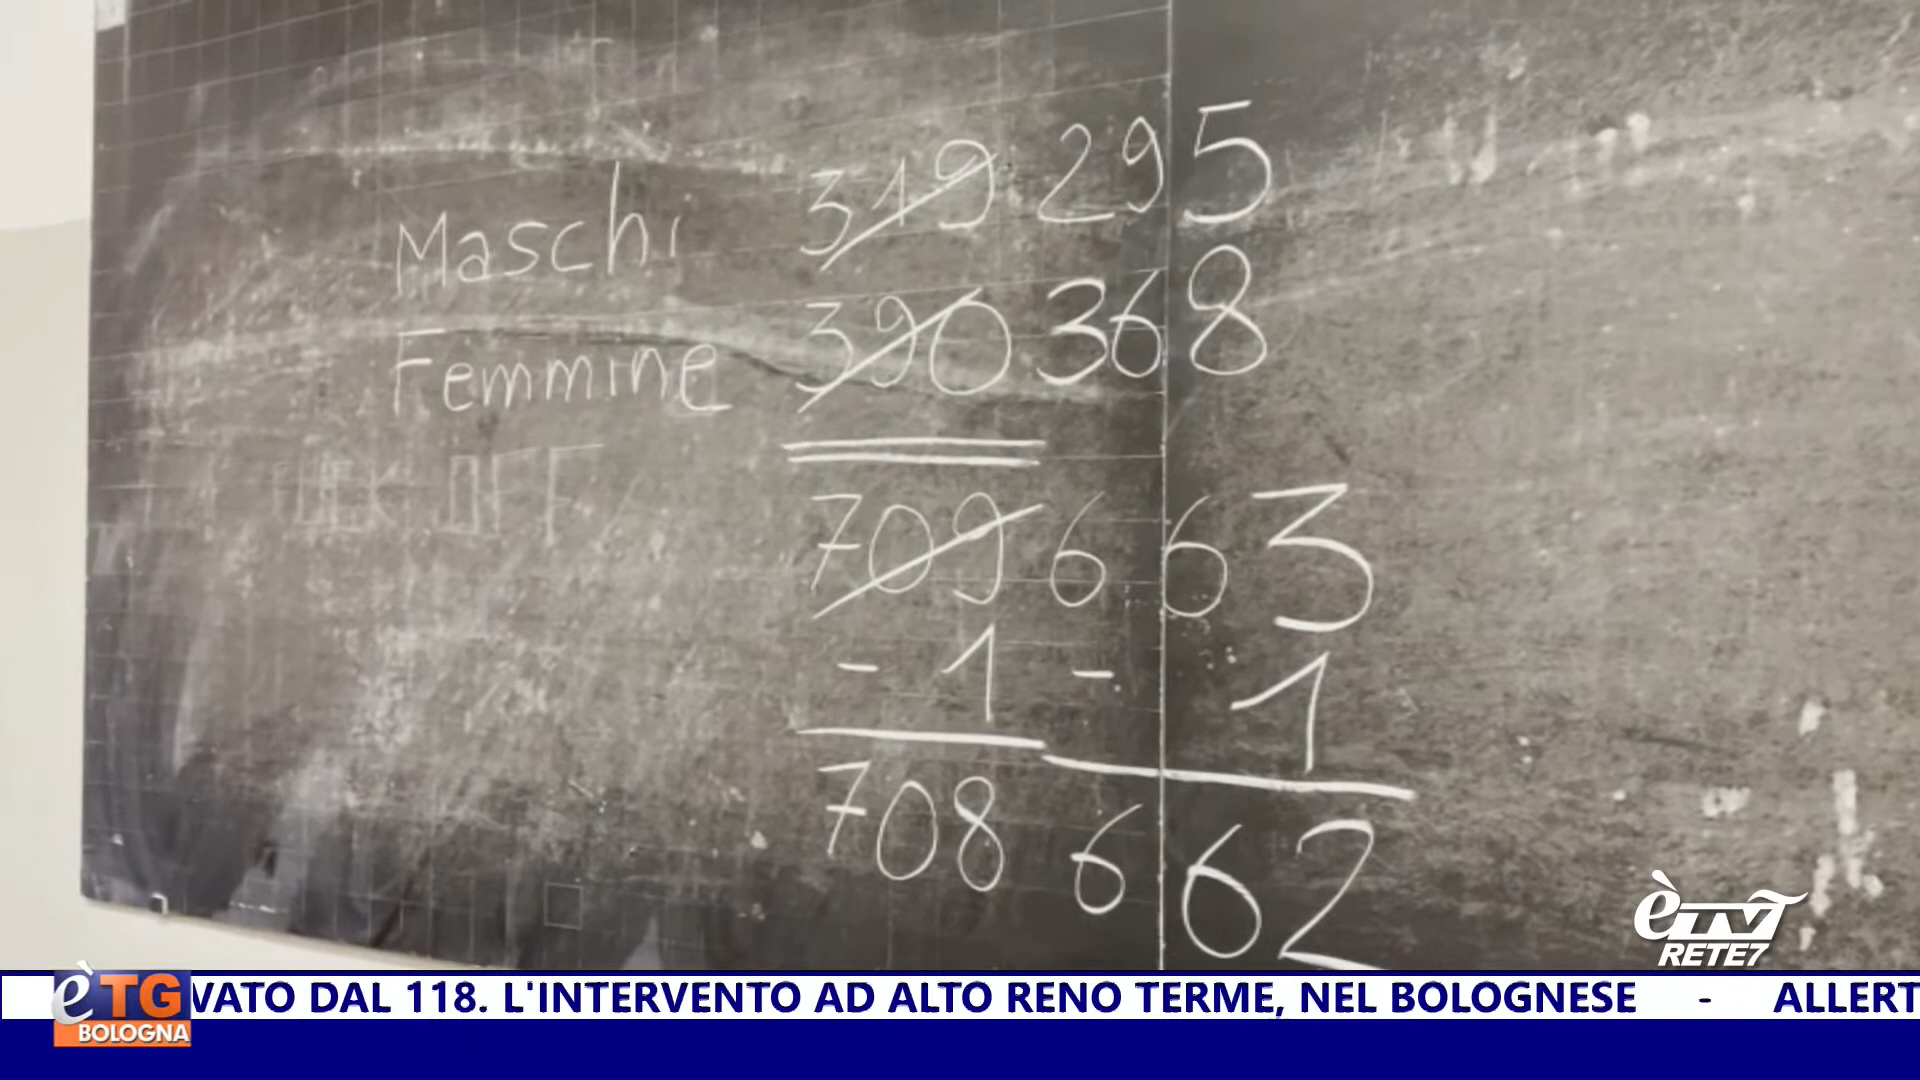 Maschi 319 295
Femmine 390 368
709 663
- 1 - 1
708 662
èTV
RETE7
èTG
BOLOGNA
VATO DAL 118. L'INTERVENTO AD ALTO RENO TERME, NEL BOLOGNESE - ALLERT